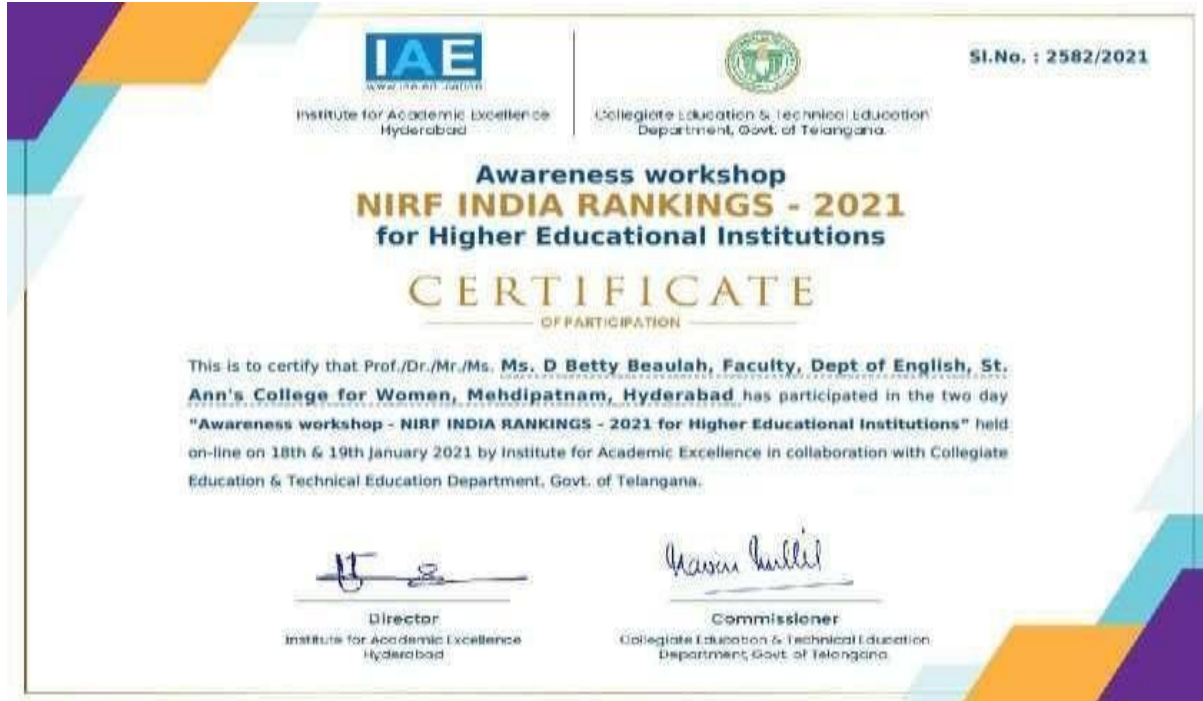 IAE
www.iae.education
Institute for Academic Excellence
Hyderabad
Collegiate Education & Technical Education
Department, Govt. of Telangana.
Sl.No. : 2582/2021
Awareness workshop
NIRF INDIA RANKINGS - 2021
for Higher Educational Institutions
CERTIFICATE
OF PARTICIPATION
This is to certify that Prof./Dr./Mr./Ms. Ms. D Betty Beaulah, Faculty, Dept of English, St.
Ann's College for Women, Mehdipatnam, Hyderabad has participated in the two day
"Awareness workshop - NIRF INDIA RANKINGS - 2021 for Higher Educational Institutions" held
on-line on 18th & 19th January 2021 by Institute for Academic Excellence in collaboration with Collegiate
Education & Technical Education Department, Govt. of Telangana.
Director
Institute for Academic Excellence
Hyderabad
Commissioner
Collegiate Education & Technical Education
Department, Govt. of Telangana